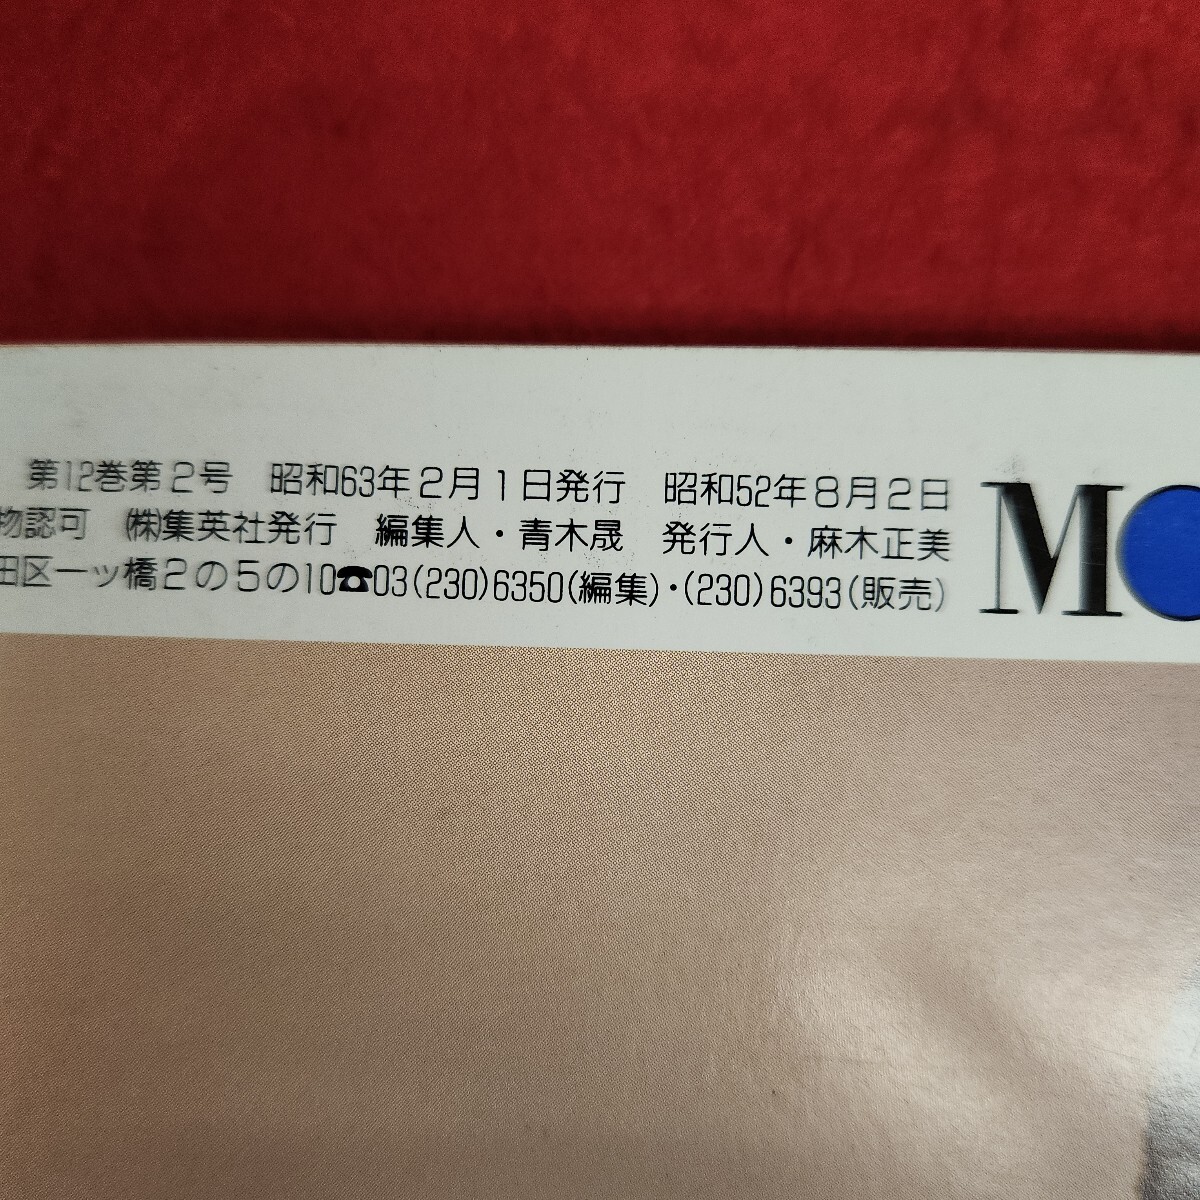 第12巻第2号 昭和63年2月1日発行 昭和52年8月2日
物認可 ㈱集英社発行 編集人・青木晟 発行人・麻木正美
田区一ッ橋2の5の10☎03(230)6350(編集)・(230)6393(販売)
MO